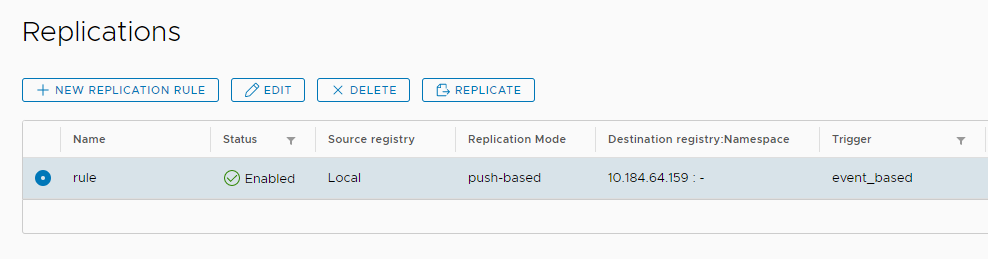 Replications
NEW REPLICATION RULE EDIT DELETE REPLICATE
Name Status Source registry Replication Mode Destination registry:Namespace Trigger
rule Enabled Local push-based 10.184.64.159 : - event_based